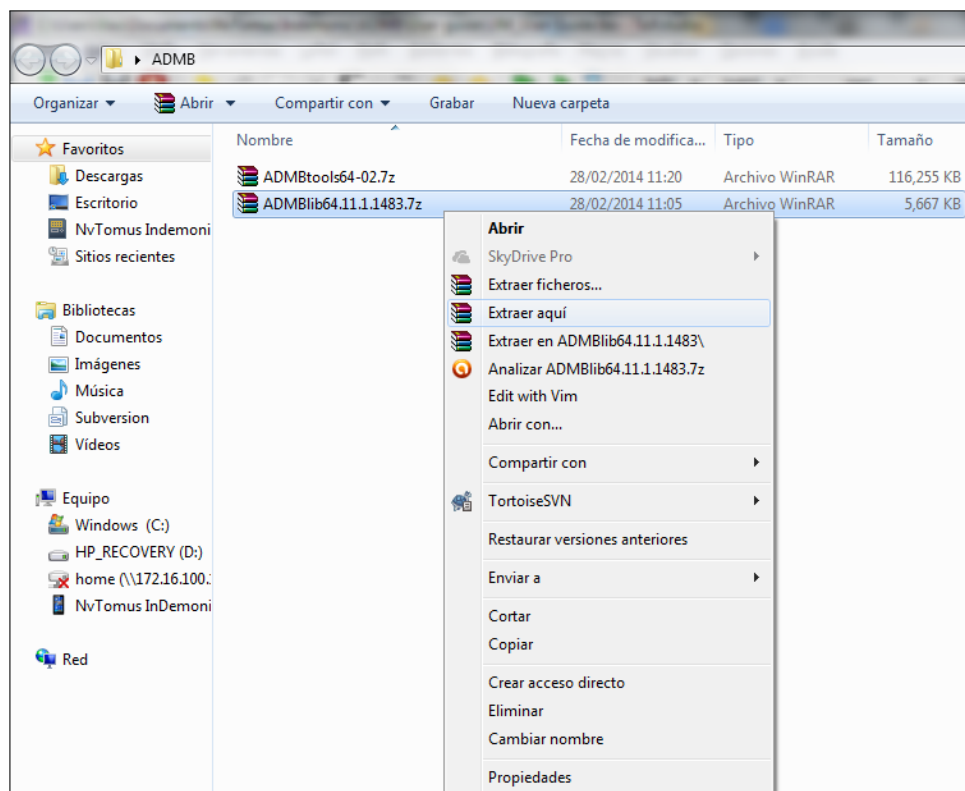 ADMB
Organizar Abrir Compartir con Grabar Nueva carpeta
Nombre Fecha de modifica... Tipo Tamaño
ADMBtools64-02.7z 28/02/2014 11:20 Archivo WinRAR 116,255 KB
ADMBlib64.11.1.1483.7z 28/02/2014 11:05 Archivo WinRAR 5,667 KB
Favoritos
Descargas
Escritorio
NvTomus Indemoni
Sitios recientes
Bibliotecas
Documentos
Imágenes
Música
Subversion
Vídeos
Equipo
Windows (C:)
HP_RECOVERY (D:)
home (\\172.16.100.
NvTomus InDemoni
Red
Abrir
SkyDrive Pro
Extraer ficheros...
Extraer aquí
Extraer en ADMBlib64.11.1.1483\
Analizar ADMBlib64.11.1.1483.7z
Edit with Vim
Abrir con...
Compartir con
TortoiseSVN
Restaurar versiones anteriores
Enviar a
Cortar
Copiar
Crear acceso directo
Eliminar
Cambiar nombre
Propiedades